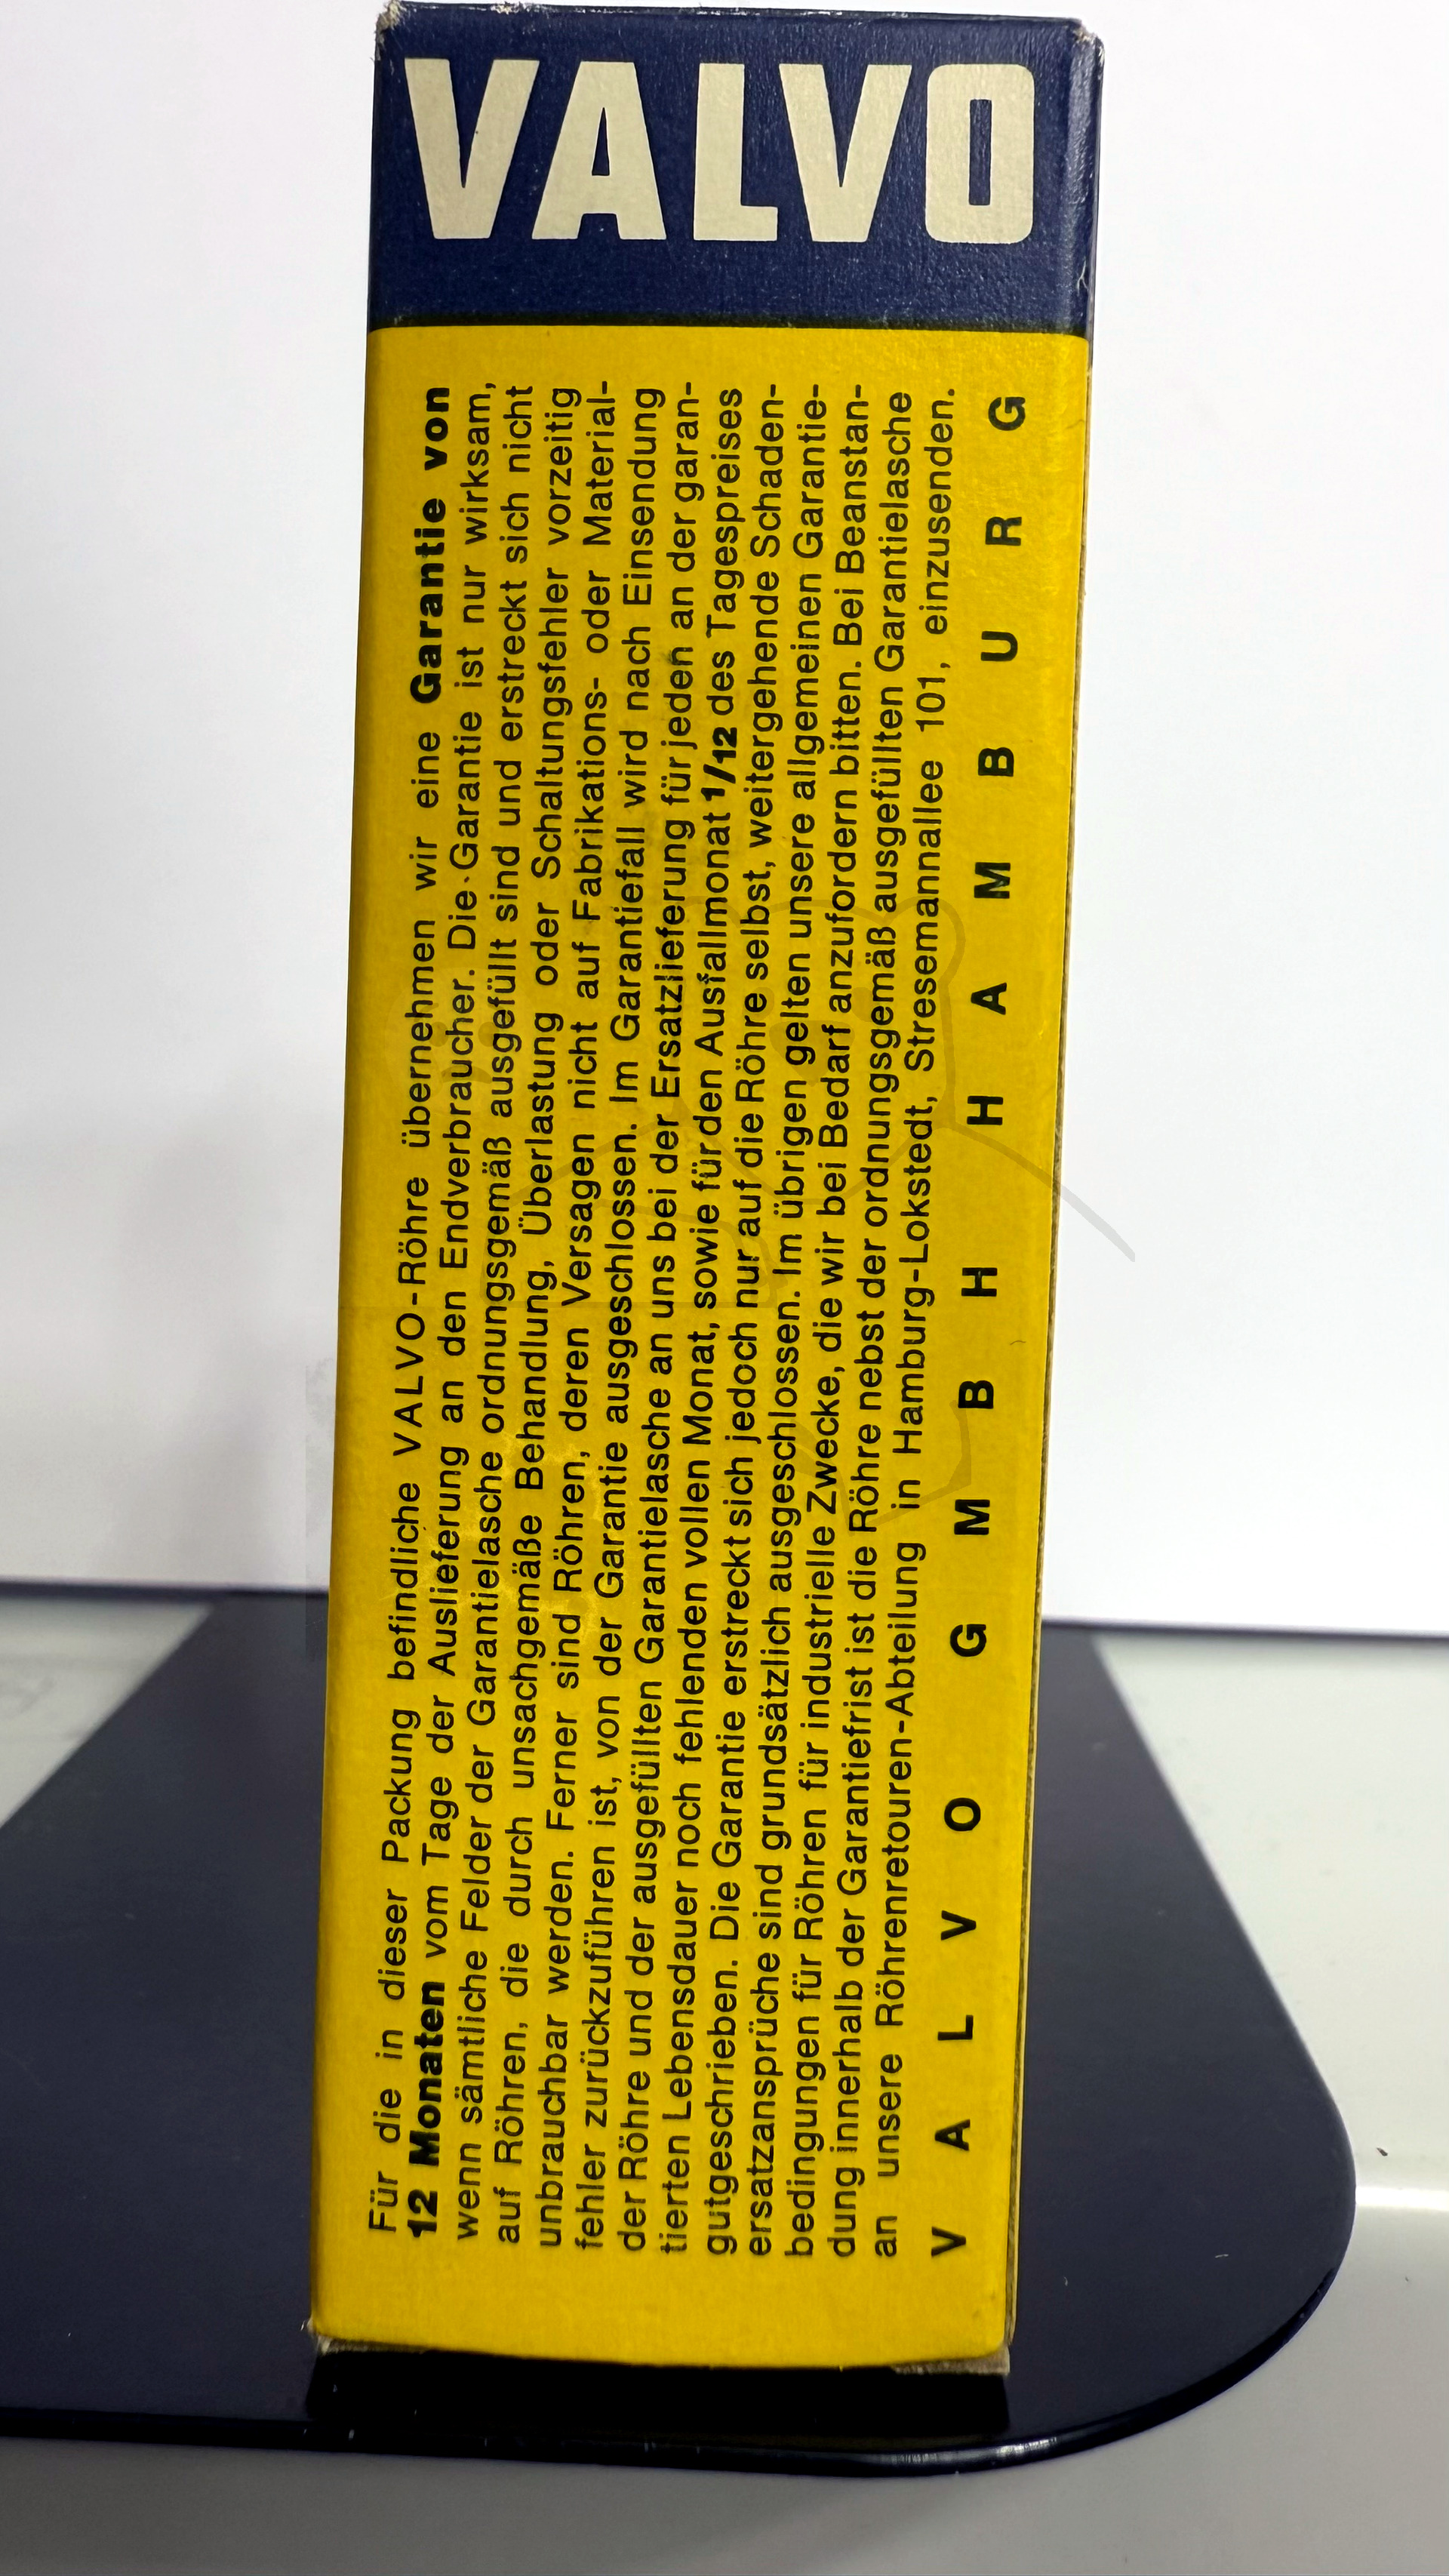 VALVO
Für die in dieser Packung befindliche VALVO-Röhre übernehmen wir eine Garantie von
12 Monaten vom Tage der Auslieferung an den Endverbraucher. Die Garantie ist nur wirksam,
wenn sämtliche Felder der Garantielasche ordnungsgemäß ausgefüllt sind und erstreckt sich nicht
auf Röhren, die durch unsachgemäße Behandlung, Überlastung oder Schaltungsfehler vorzeitig
unbrauchbar werden. Ferner sind Röhren, deren Versagen nicht auf Fabrikations- oder Material-
fehler zurückzuführen ist, von der Garantie ausgeschlossen. Im Garantiefall wird nach Einsendung
der Röhre und der ausgefüllten Garantielasche an uns bei der Ersatzlieferung für jeden an der garan-
tierten Lebensdauer noch fehlenden vollen Monat, sowie für den Ausfallmonat 1/12 des Tagespreises
gutgeschrieben. Die Garantie erstreckt sich jedoch nur auf die Röhre selbst, weitergehende Schaden-
ersatzansprüche sind grundsätzlich ausgeschlossen. Im übrigen gelten unsere allgemeinen Garantie-
bedingungen für Röhren für industrielle Zwecke, die wir bei Bedarf anzufordern bitten. Bei Beanstan-
dung innerhalb der Garantiefrist ist die Röhre nebst der ordnungsgemäß ausgefüllten Garantielasche
an unsere Röhrenretouren-Abteilung in Hamburg-Lokstedt, Stresemannallee 101, einzusenden.
VALVO GMBH HAMBURG